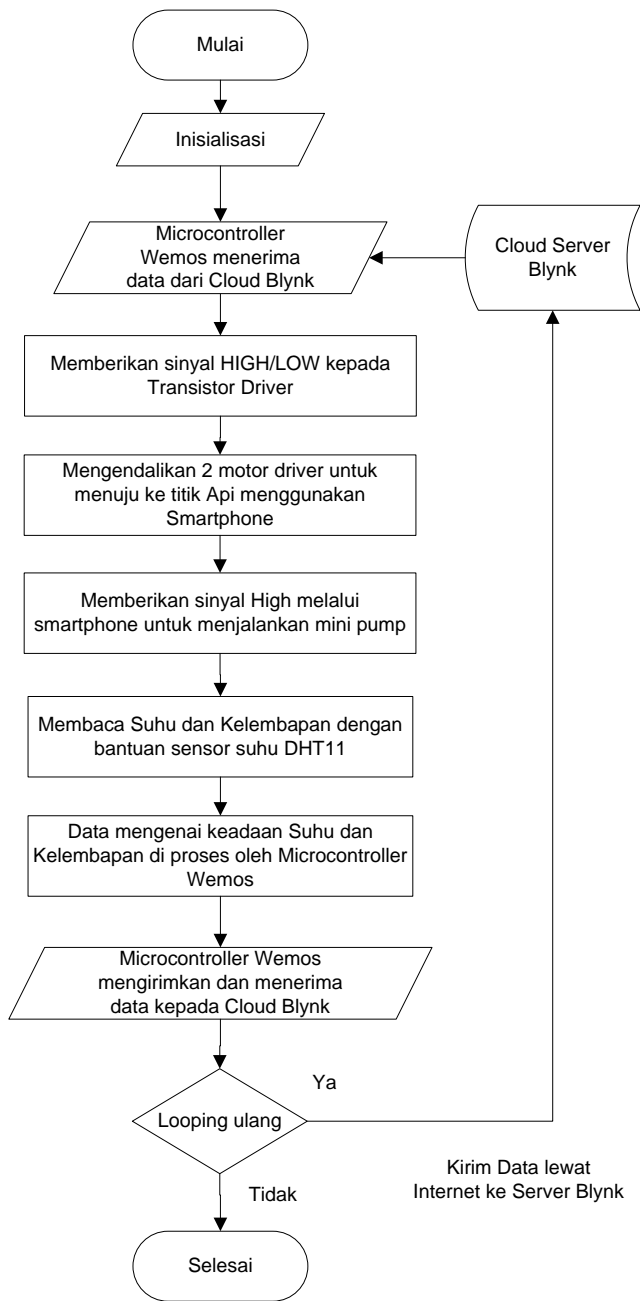 Mulai
Inisialisasi
Microcontroller
Wemos menerima
data dari Cloud Blynk
Cloud Server
Blynk
Memberikan sinyal HIGH/LOW kepada
Transistor Driver
Mengendalikan 2 motor driver untuk
menuju ke titik Api menggunakan
Smartphone
Memberikan sinyal High melalui
smartphone untuk menjalankan mini pump
Membaca Suhu dan Kelembapan dengan
bantuan sensor suhu DHT11
Data mengenai keadaan Suhu dan
Kelembapan di proses oleh Microcontroller
Wemos
Microcontroller Wemos
mengirimkan dan menerima
data kepada Cloud Blynk
Ya
Looping ulang
Kirim Data lewat
Internet ke Server Blynk
Tidak
Selesai